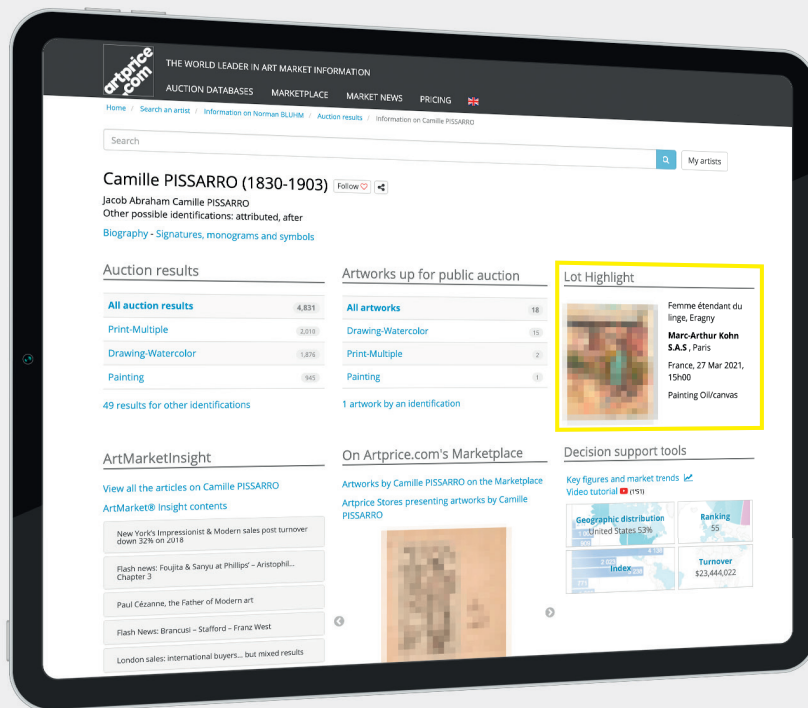 artprice
.com
THE WORLD LEADER IN ART MARKET INFORMATION
AUCTION DATABASES MARKETPLACE MARKET NEWS PRICING
Home / Search an artist / Information on Norman BLUHM / Auction results / Information on Camille PISSARRO
Search
My artists
Camille PISSARRO (1830-1903) Follow
Jacob Abraham Camille PISSARRO
Other possible identifications: attributed, after
Biography - Signatures, monograms and symbols
Auction results
All auction results 4,831
Print-Multiple 2,010
Drawing-Watercolor 1,876
Painting 945
49 results for other identifications
Artworks up for public auction
All artworks 18
Drawing-Watercolor 15
Print-Multiple 2
Painting 1
1 artwork by an identification
Lot Highlight
Femme étendant du
linge, Eragny
Marc-Arthur Kohn
S.A.S , Paris
France, 27 Mar 2021,
15h00
Painting Oil/canvas
ArtMarketInsight
View all the articles on Camille PISSARRO
ArtMarket® Insight contents
New York's Impressionist & Modern sales post turnover
down 32% on 2018
Flash news: Foujita & Sanyu at Phillips' – Aristophil...
Chapter 3
Paul Cézanne, the Father of Modern art
Flash News: Brancusi – Stafford – Franz West
London sales: international buyers... but mixed results
On Artprice.com's Marketplace
Artworks by Camille PISSARRO on the Marketplace
Artprice Stores presenting artworks by Camille
PISSARRO
Decision support tools
Key figures and market trends
Video tutorial (1'51)
Geographic distribution
United States 53%
Ranking
55
Index
Turnover
$23,444,022